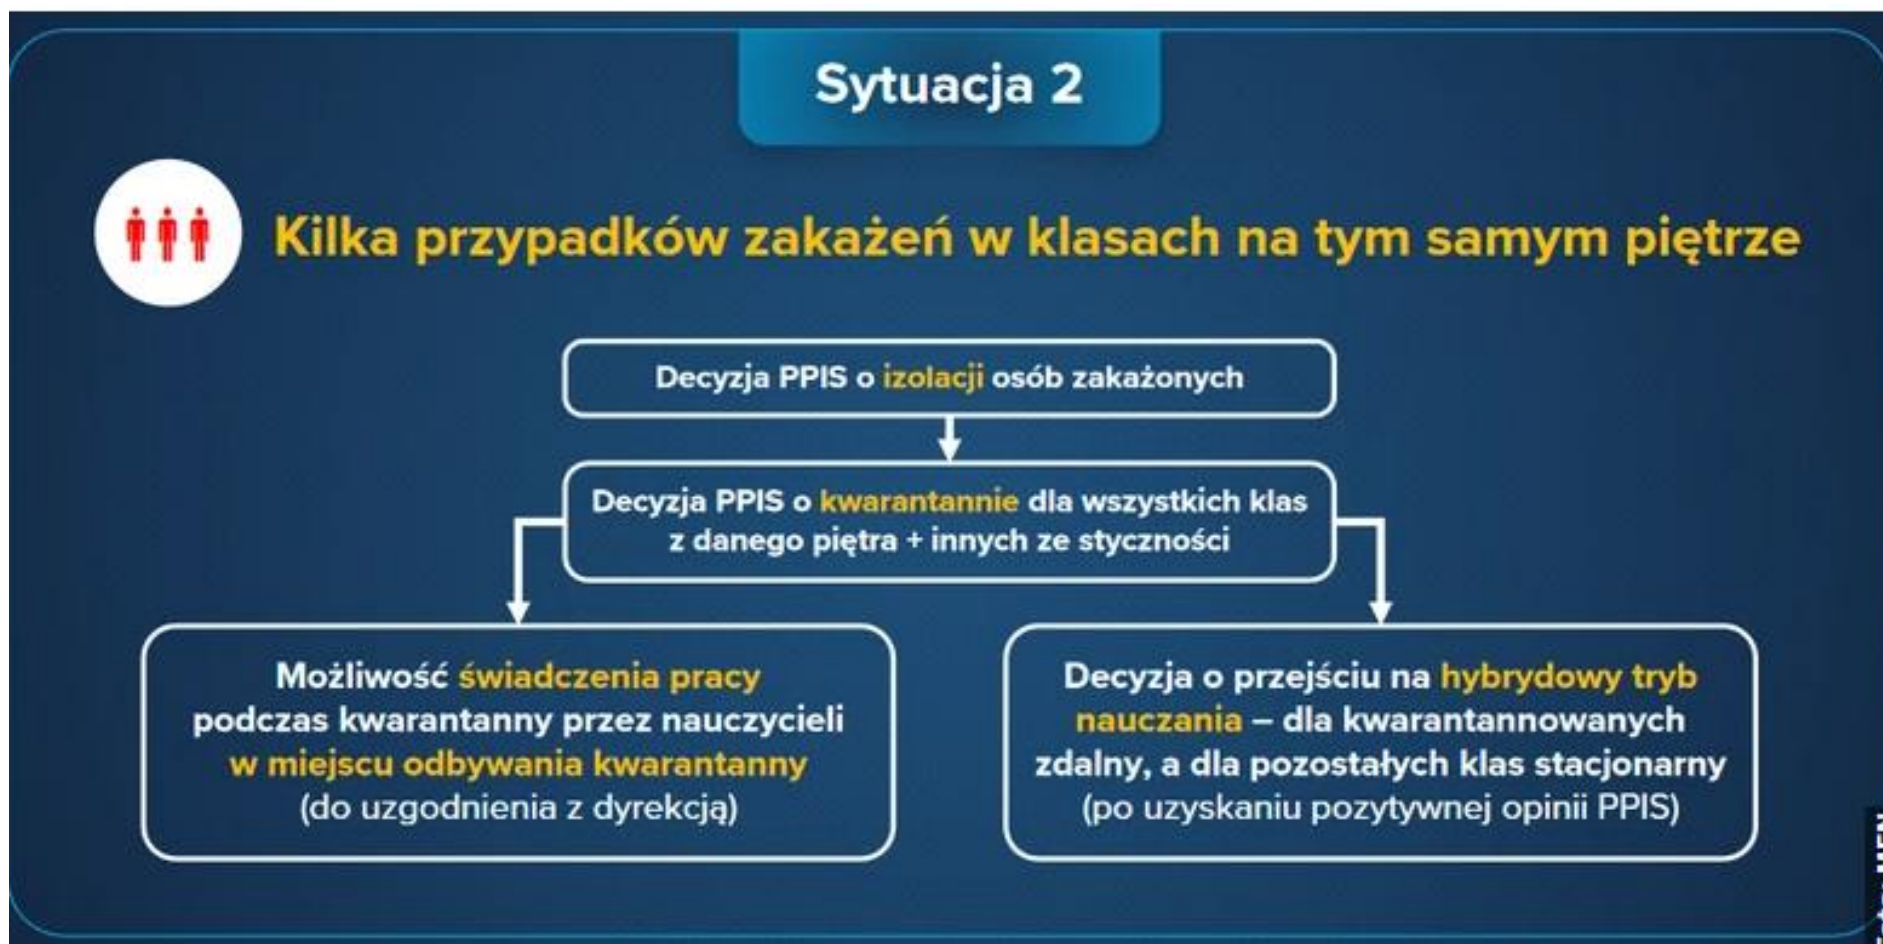 Sytuacja 2
Kilka przypadków zakażeń w klasach na tym samym piętrze
Decyzja PPIS o izolacji osób zakażonych
Decyzja PPIS o kwarantannie dla wszystkich klas
z danego piętra + innych ze styczności
Możliwość świadczenia pracy
podczas kwarantanny przez nauczycieli
w miejscu odbywania kwarantanny
(do uzgodnienia z dyrekcją)
Decyzja o przejściu na hybrydowy tryb
nauczania – dla kwarantannowanych
zdalny, a dla pozostałych klas stacjonarny
(po uzyskaniu pozytywnej opinii PPIS)
MEN